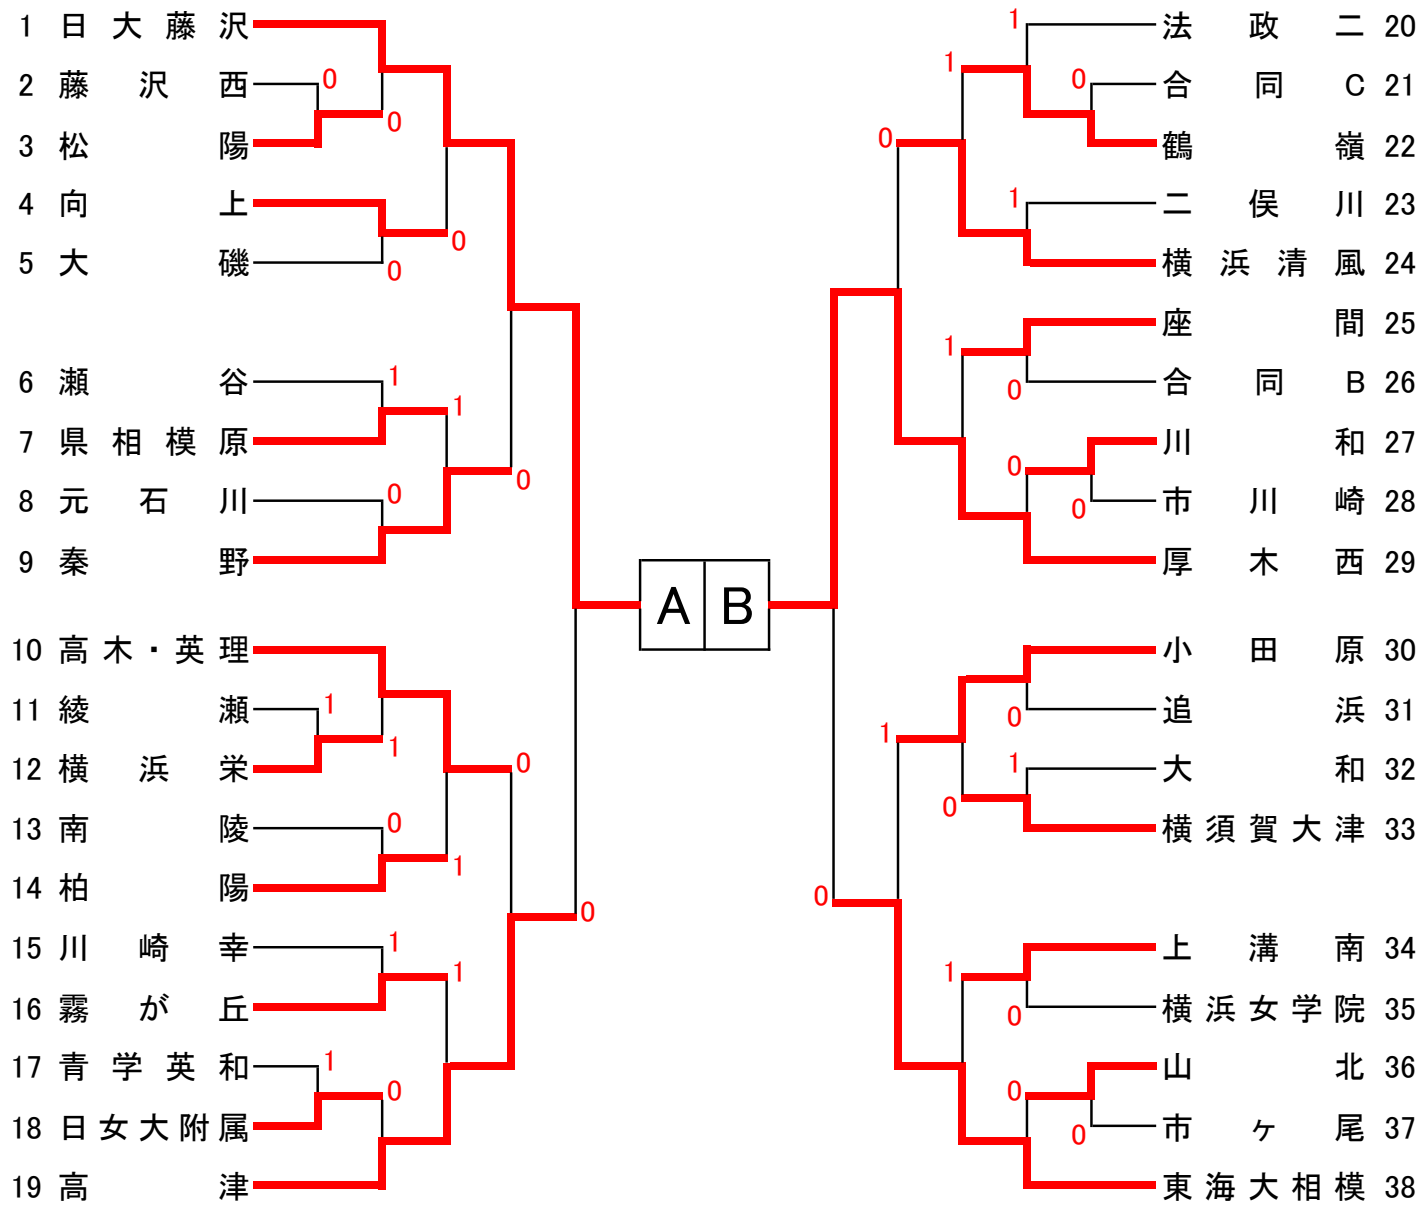 1 日大藤沢
2 藤沢西
3 松陽
4 向上
5 大磯
6 瀬谷
7 県相模原
8 元石川
9 秦野
10 高木・英理
11 綾瀬
12 横浜栄
13 南陵
14 柏陽
15 川崎幸
16 霧が丘
17 青学英和
18 日女大附属
19 高津
0
0
0
0
1
1
0
0
1
1
0
0
1
1
1
1
0
0
A B
法政二 20
合同C 21
鶴嶺 22
二俣川 23
横浜清風 24
座間 25
合同B 26
川和 27
市川崎 28
厚木西 29
小田原 30
追浜 31
大和 32
横須賀大津 33
上溝南 34
横浜女学院 35
山北 36
市ヶ尾 37
東海大相模 38
1
1
0
0
1
1
0
0
0
0
1
1
0
0
1
0
0
0